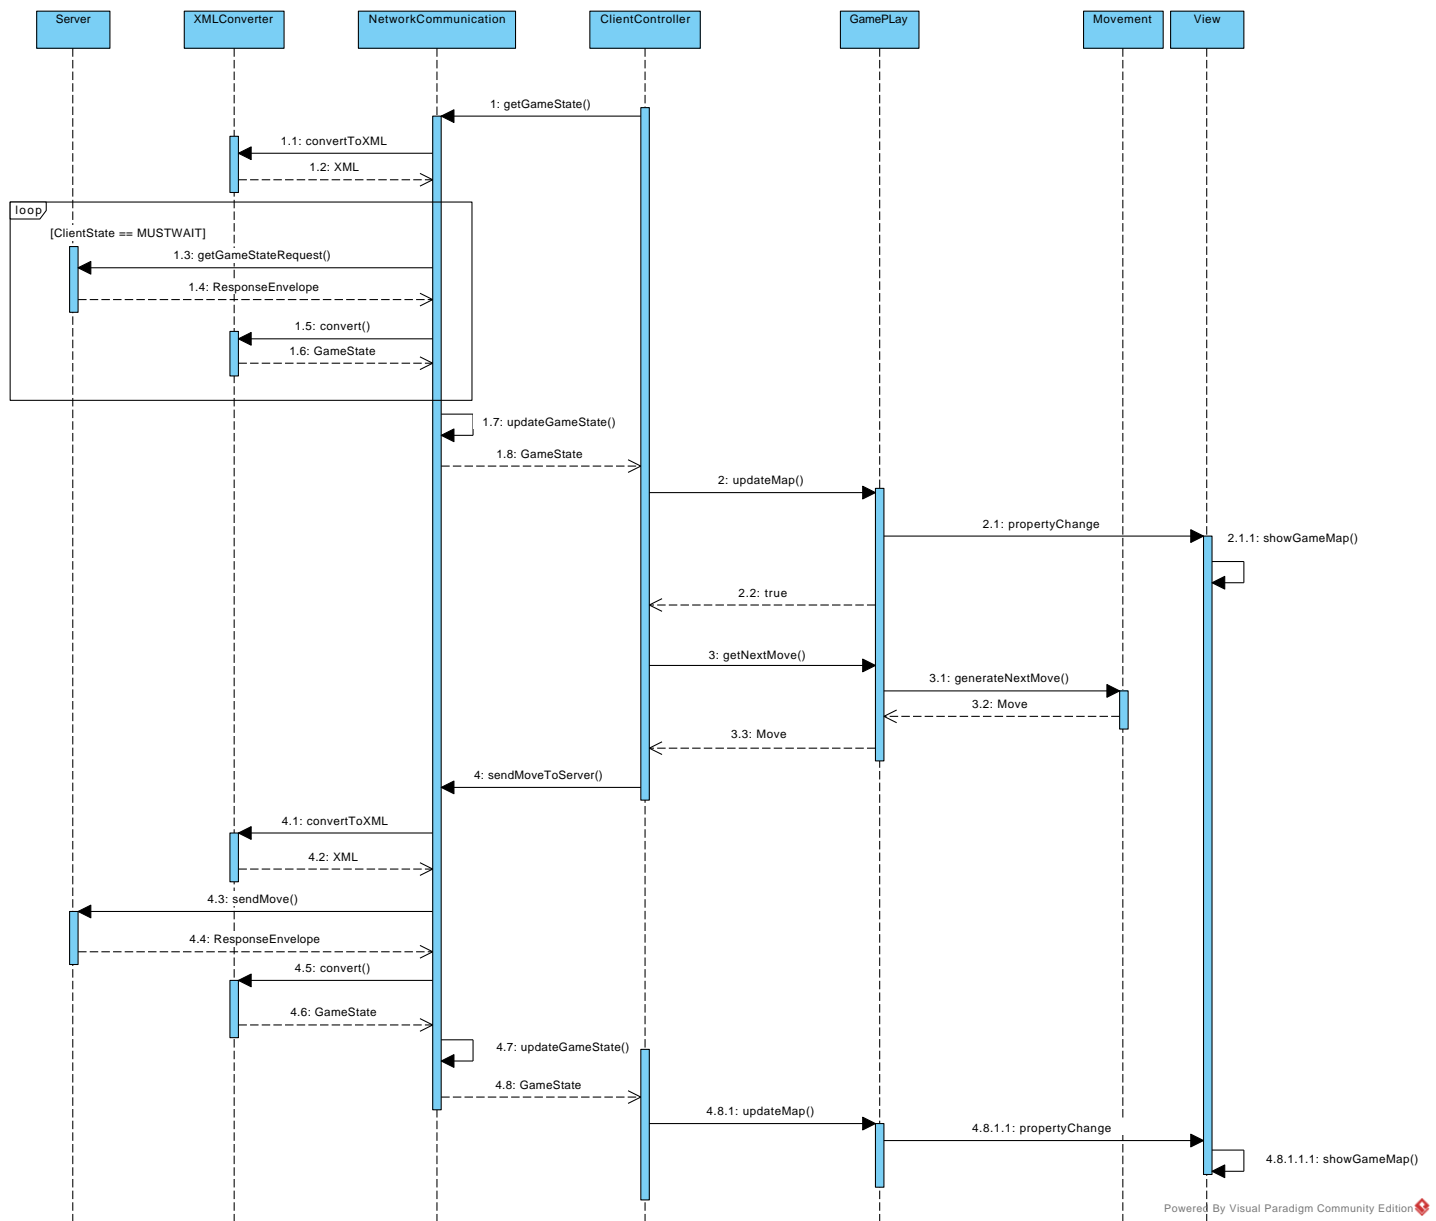 Server
XMLConverter
NetworkCommunication
ClientController
GamePLay
Movement
View
1: getGameState()
1.1: convertToXML
1.2: XML
loop
[ClientState == MUSTWAIT]
1.3: getGameStateRequest()
1.4: ResponseEnvelope
1.5: convert()
1.6: GameState
1.7: updateGameState()
1.8: GameState
2: updateMap()
2.1: propertyChange
2.1.1: showGameMap()
2.2: true
3: getNextMove()
3.1: generateNextMove()
3.2: Move
3.3: Move
4: sendMoveToServer()
4.1: convertToXML
4.2: XML
4.3: sendMove()
4.4: ResponseEnvelope
4.5: convert()
4.6: GameState
4.7: updateGameState()
4.8: GameState
4.8.1: updateMap()
4.8.1.1: propertyChange
4.8.1.1.1: showGameMap()
Powered By Visual Paradigm Community Edition